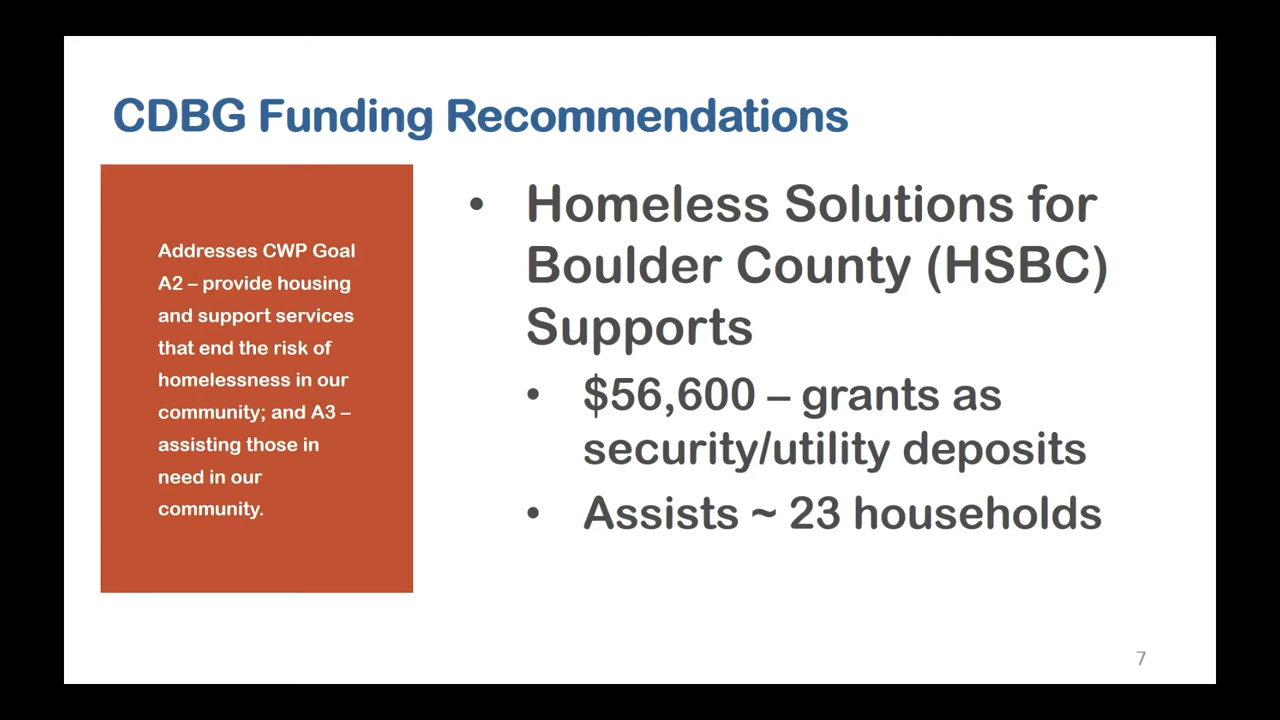 CDBG Funding Recommendations
Addresses CWP Goal
A2 – provide housing
and support services
that end the risk of
homelessness in our
community; and A3 –
assisting those in
need in our
community.
• Homeless Solutions for
Boulder County (HSBC)
Supports
• $56,600 – grants as
security/utility deposits
• Assists ~ 23 households
7